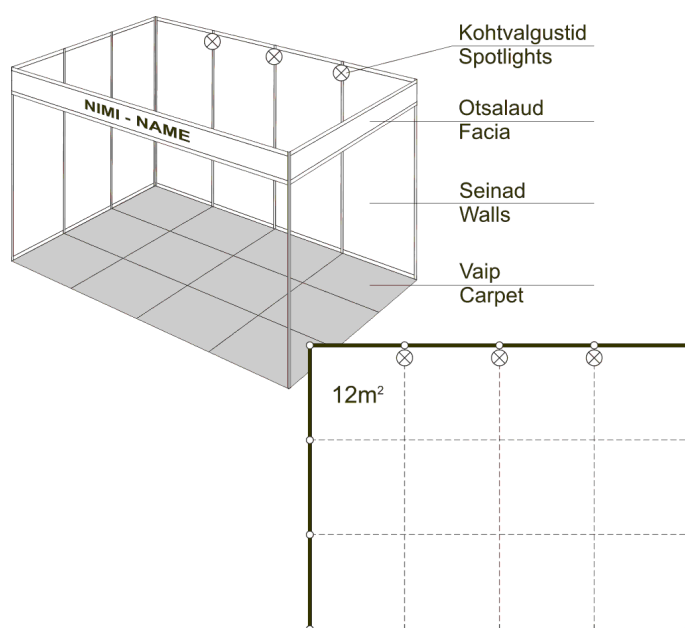 Kohtvalgustid
Spotlights
Otsalaud
Facia
NIMI - NAME
Seinad
Walls
Vaip
Carpet
12m²